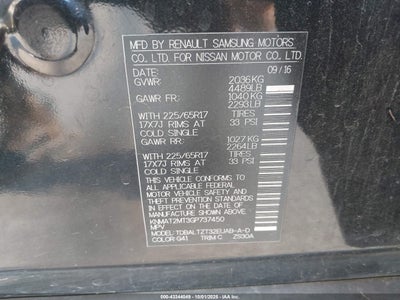 MFD BY RENAULT SAMSUNG MOTORS
CO. LTD. FOR NISSAN MOTOR CO. LTD.
DATE: 09/16
GVWR: 2036KG
4489LB
GAWR FR: 1040KG
2293LB
WITH 225/65R17 TIRES
17X7J RIMS AT 33 PSI
COLD SINGLE
GAWR RR: 1027KG
2264LB
WITH 225/65R17 TIRES
17X7J RIMS AT 33 PSI
COLD SINGLE
THIS VEHICLE CONFORMS TO
ALL APPLICABLE FEDERAL MOTOR
VEHICLE SAFETY, BUMPER, AND
THEFT PREVENTION STANDARDS
IN EFFECT ON THE DATE OF
MANUFACTURE SHOWN ABOVE.
KNMAT2MT3GP737450
MPV
MODEL: TDBALTZT32EUAB-A-D
COLOR: G41 TRIM: C ZS30A
000-43344049 - 10/01/2025 - IAAI.COM